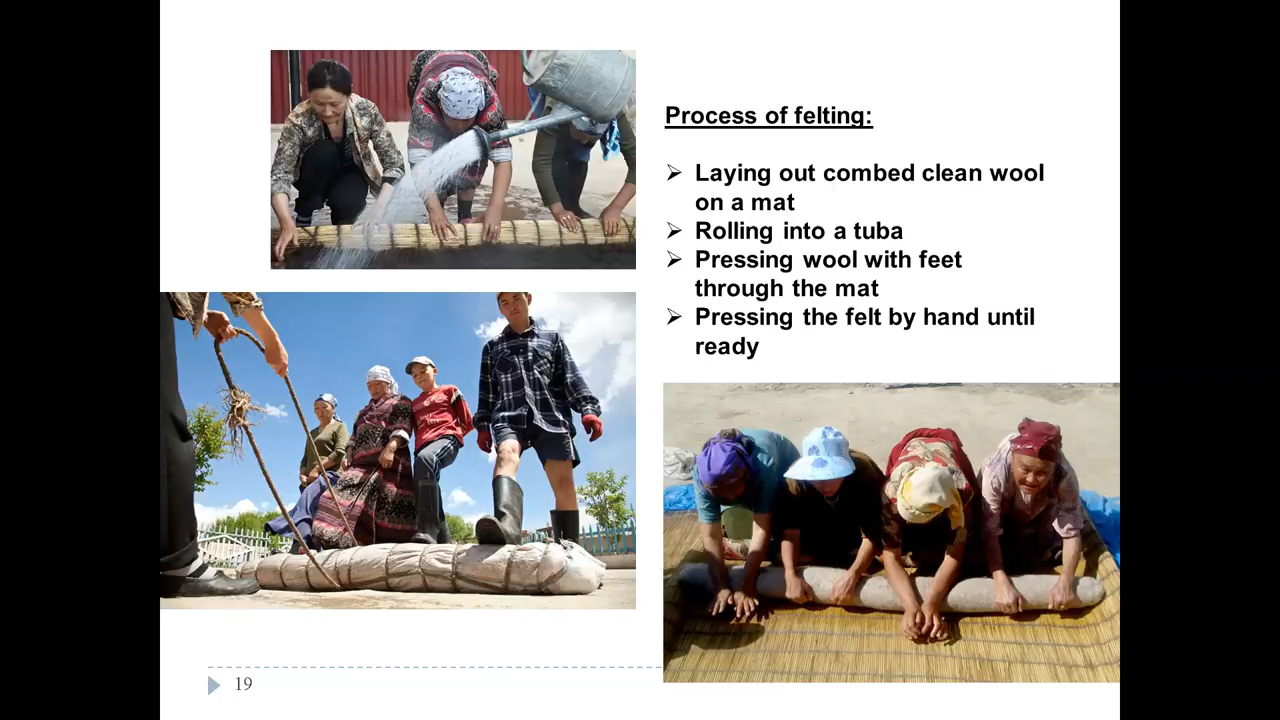 Process of felting:
Laying out combed clean wool
on a mat
Rolling into a tuba
Pressing wool with feet
through the mat
Pressing the felt by hand until
ready
19